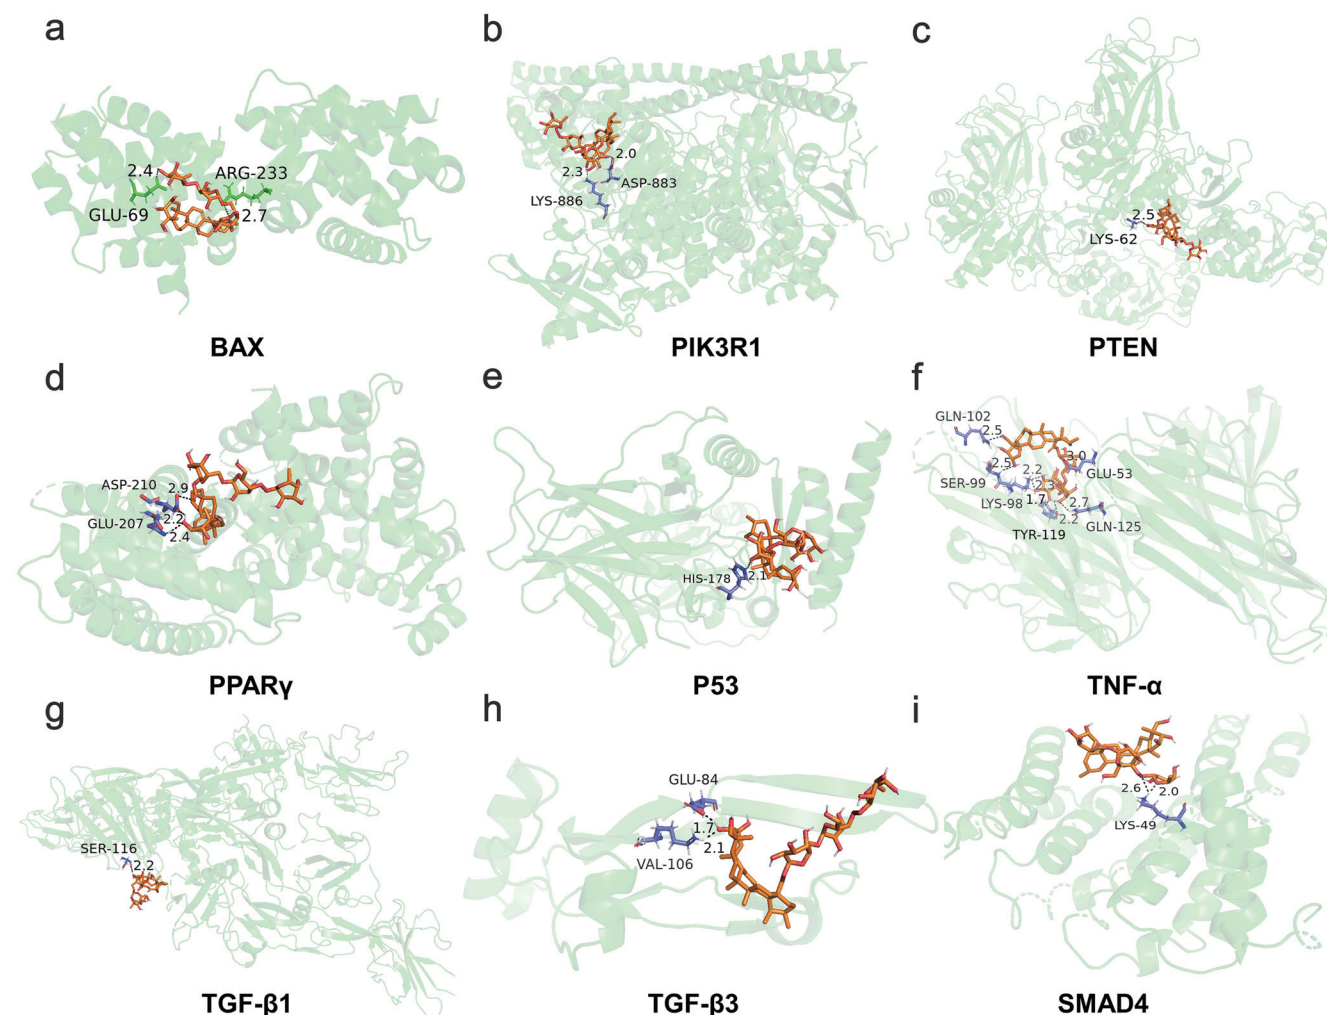 a
2.4
ARG-233
GLU-69
2.7
BAX
b
2.0
2.3
ASP-883
LYS-886
PIK3R1
c
2.5
LYS-62
PTEN
d
ASP-210
2.9
2.2
GLU-207
2.4
PPARγ
e
HIS-178
2.1
P53
f
GLN-102
2.5
3.0
2.5
2.2
GLU-53
SER-99
2.3
LYS-98
1.7
2.7
2.2
GLN-125
TYR-119
TNF-α
g
SER-116
2.2
TGF-β1
h
GLU-84
1.7
2.1
VAL-106
TGF-β3
i
2.6
2.0
LYS-49
SMAD4